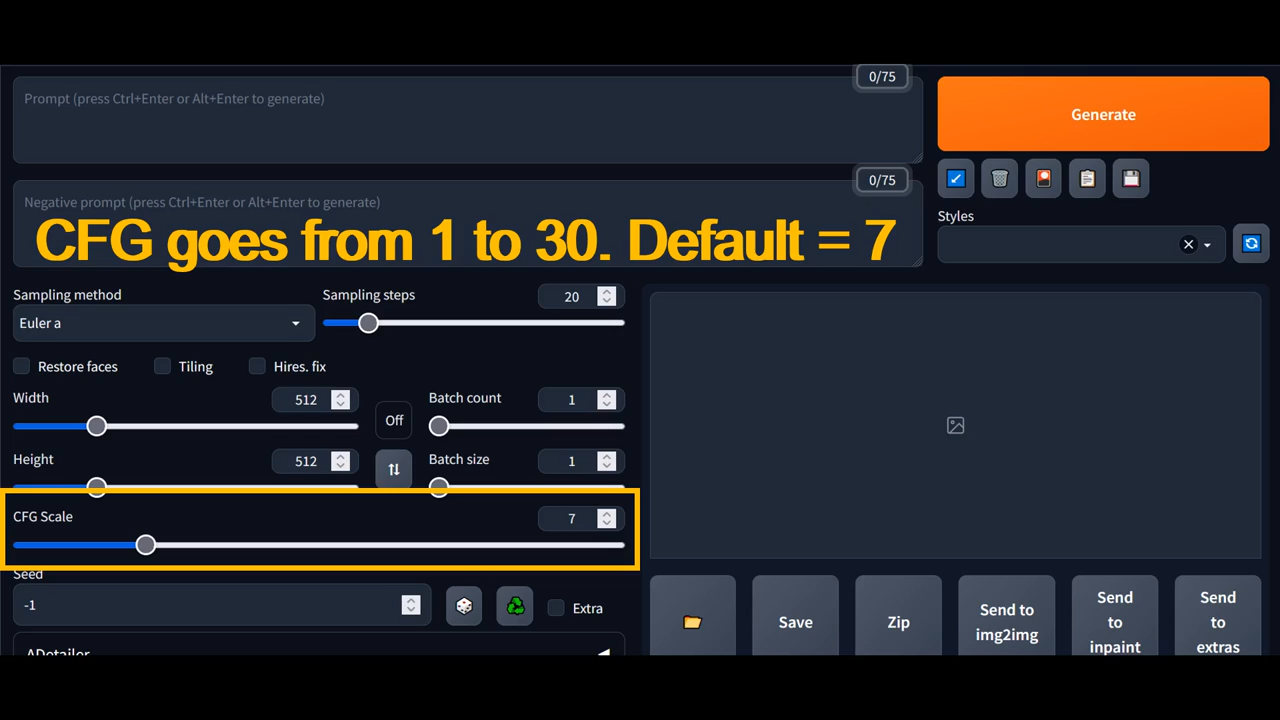 0/75
Prompt (press Ctrl+Enter or Alt+Enter to generate)
Generate
0/75
Negative prompt (press Ctrl+Enter or Alt+Enter to generate)
CFG goes from 1 to 30. Default = 7
Styles
Sampling method
Sampling steps
20
Euler a
Restore faces
Tiling
Hires. fix
Width
512
Off
Batch count
1
Height
512
Batch size
1
CFG Scale
7
Seed
-1
Extra
ADetailer
Save
Zip
Send to
img2img
Send
to
inpaint
Send
to
extras